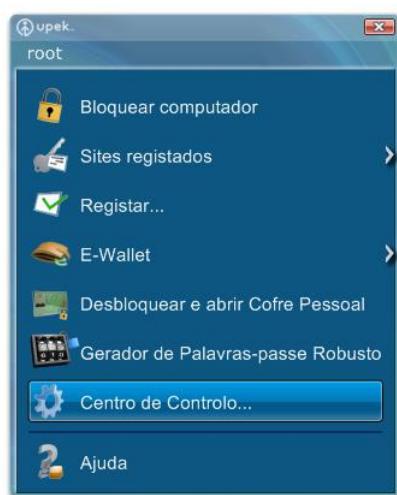 upek.
root
Bloquear computador
Sites registados
Registar...
E-Wallet
Desbloquear e abrir Cofre Pessoal
Gerador de Palavras-passe Robusto
Centro de Controlo...
Ajuda